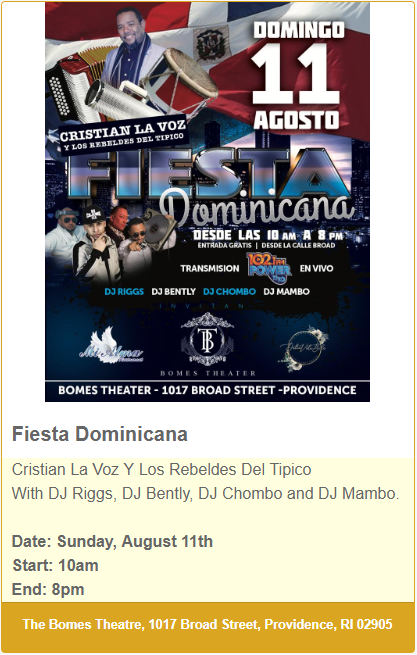 DOMINGO
11
AGOSTO
CRISTIAN LA VOZ
Y LOS REBELDES DEL TIPICO
FIESTA
Dominicana
DESDE LAS 10 AM A 8 PM
ENTRADA GRATIS | DESDE LA CALLE BROAD
TRANSMISION 102.1 FM POWER EN VIVO
DJ RIGGS DJ BENTLY DJ CHOMBO DJ MAMBO
INVITAN
Mi Alma
TB
BOMES THEATER
BOMES THEATER - 1017 BROAD STREET -PROVIDENCE
Fiesta Dominicana
Cristian La Voz Y Los Rebeldes Del Tipico
With DJ Riggs, DJ Bently, DJ Chombo and DJ Mambo.
Date: Sunday, August 11th
Start: 10am
End: 8pm
The Bomes Theatre, 1017 Broad Street, Providence, RI 02905